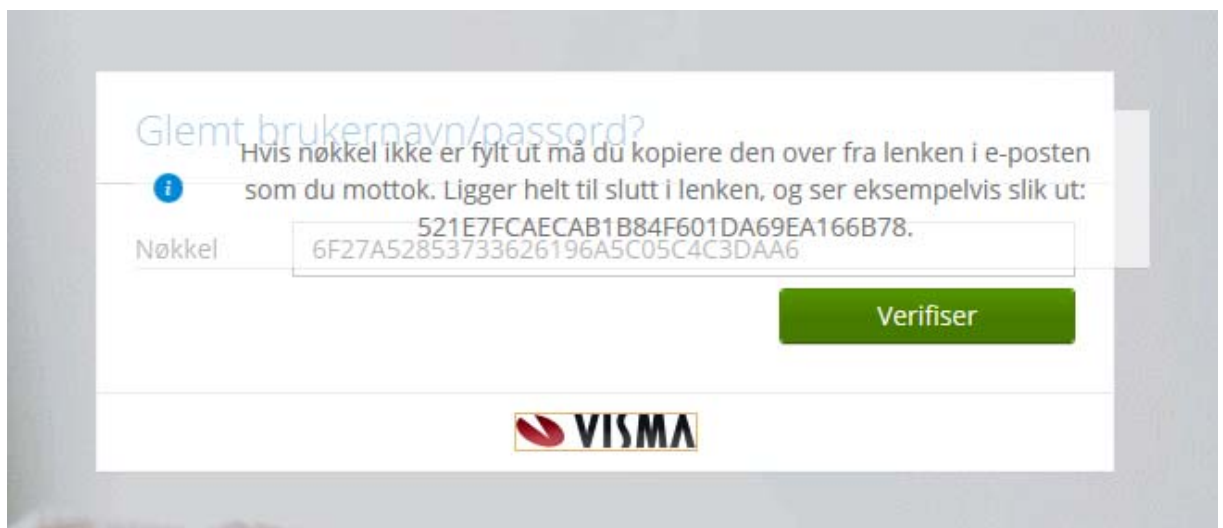 Glemt brukernavn/passord?
Hvis nøkkel ikke er fylt ut må du kopiere den over fra lenken i e-posten
som du mottok. Ligger helt til slutt i lenken, og ser eksempelvis slik ut:
521E7FCAECAB1B84F601DA69EA166B78.
Nøkkel 6F27A52853733626196A5C05C4C3DAA6
Verifiser
VISMA